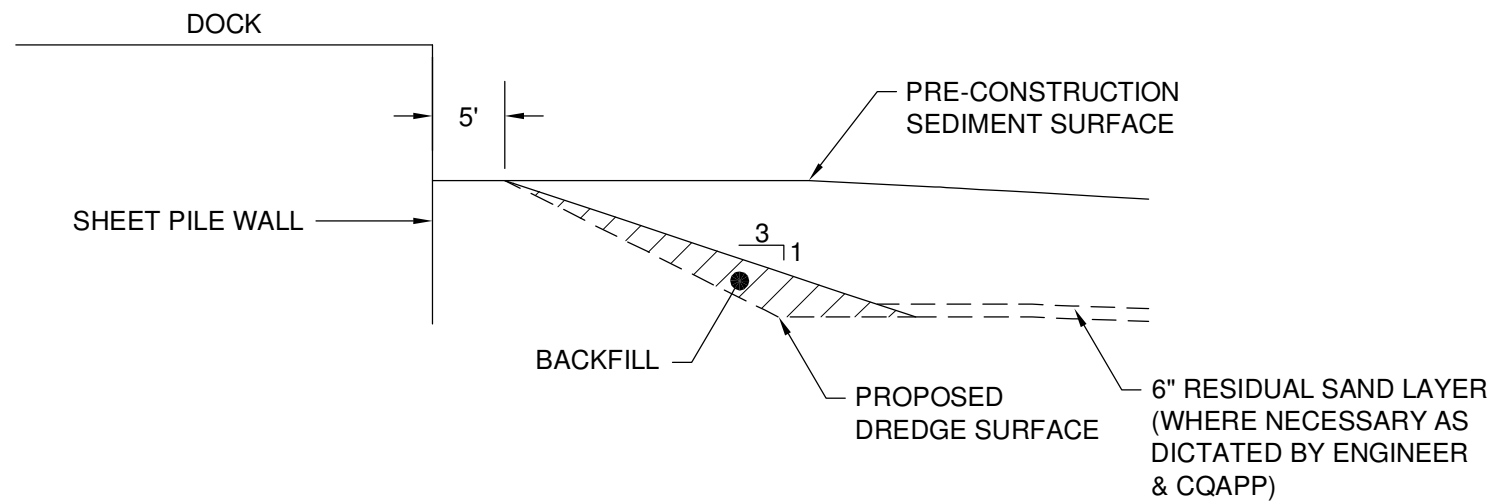 DOCK
5'
PRE-CONSTRUCTION
SEDIMENT SURFACE
SHEET PILE WALL
3
1
BACKFILL
PROPOSED
DREDGE SURFACE
6" RESIDUAL SAND LAYER
(WHERE NECESSARY AS
DICTATED BY ENGINEER
& CQAPP)